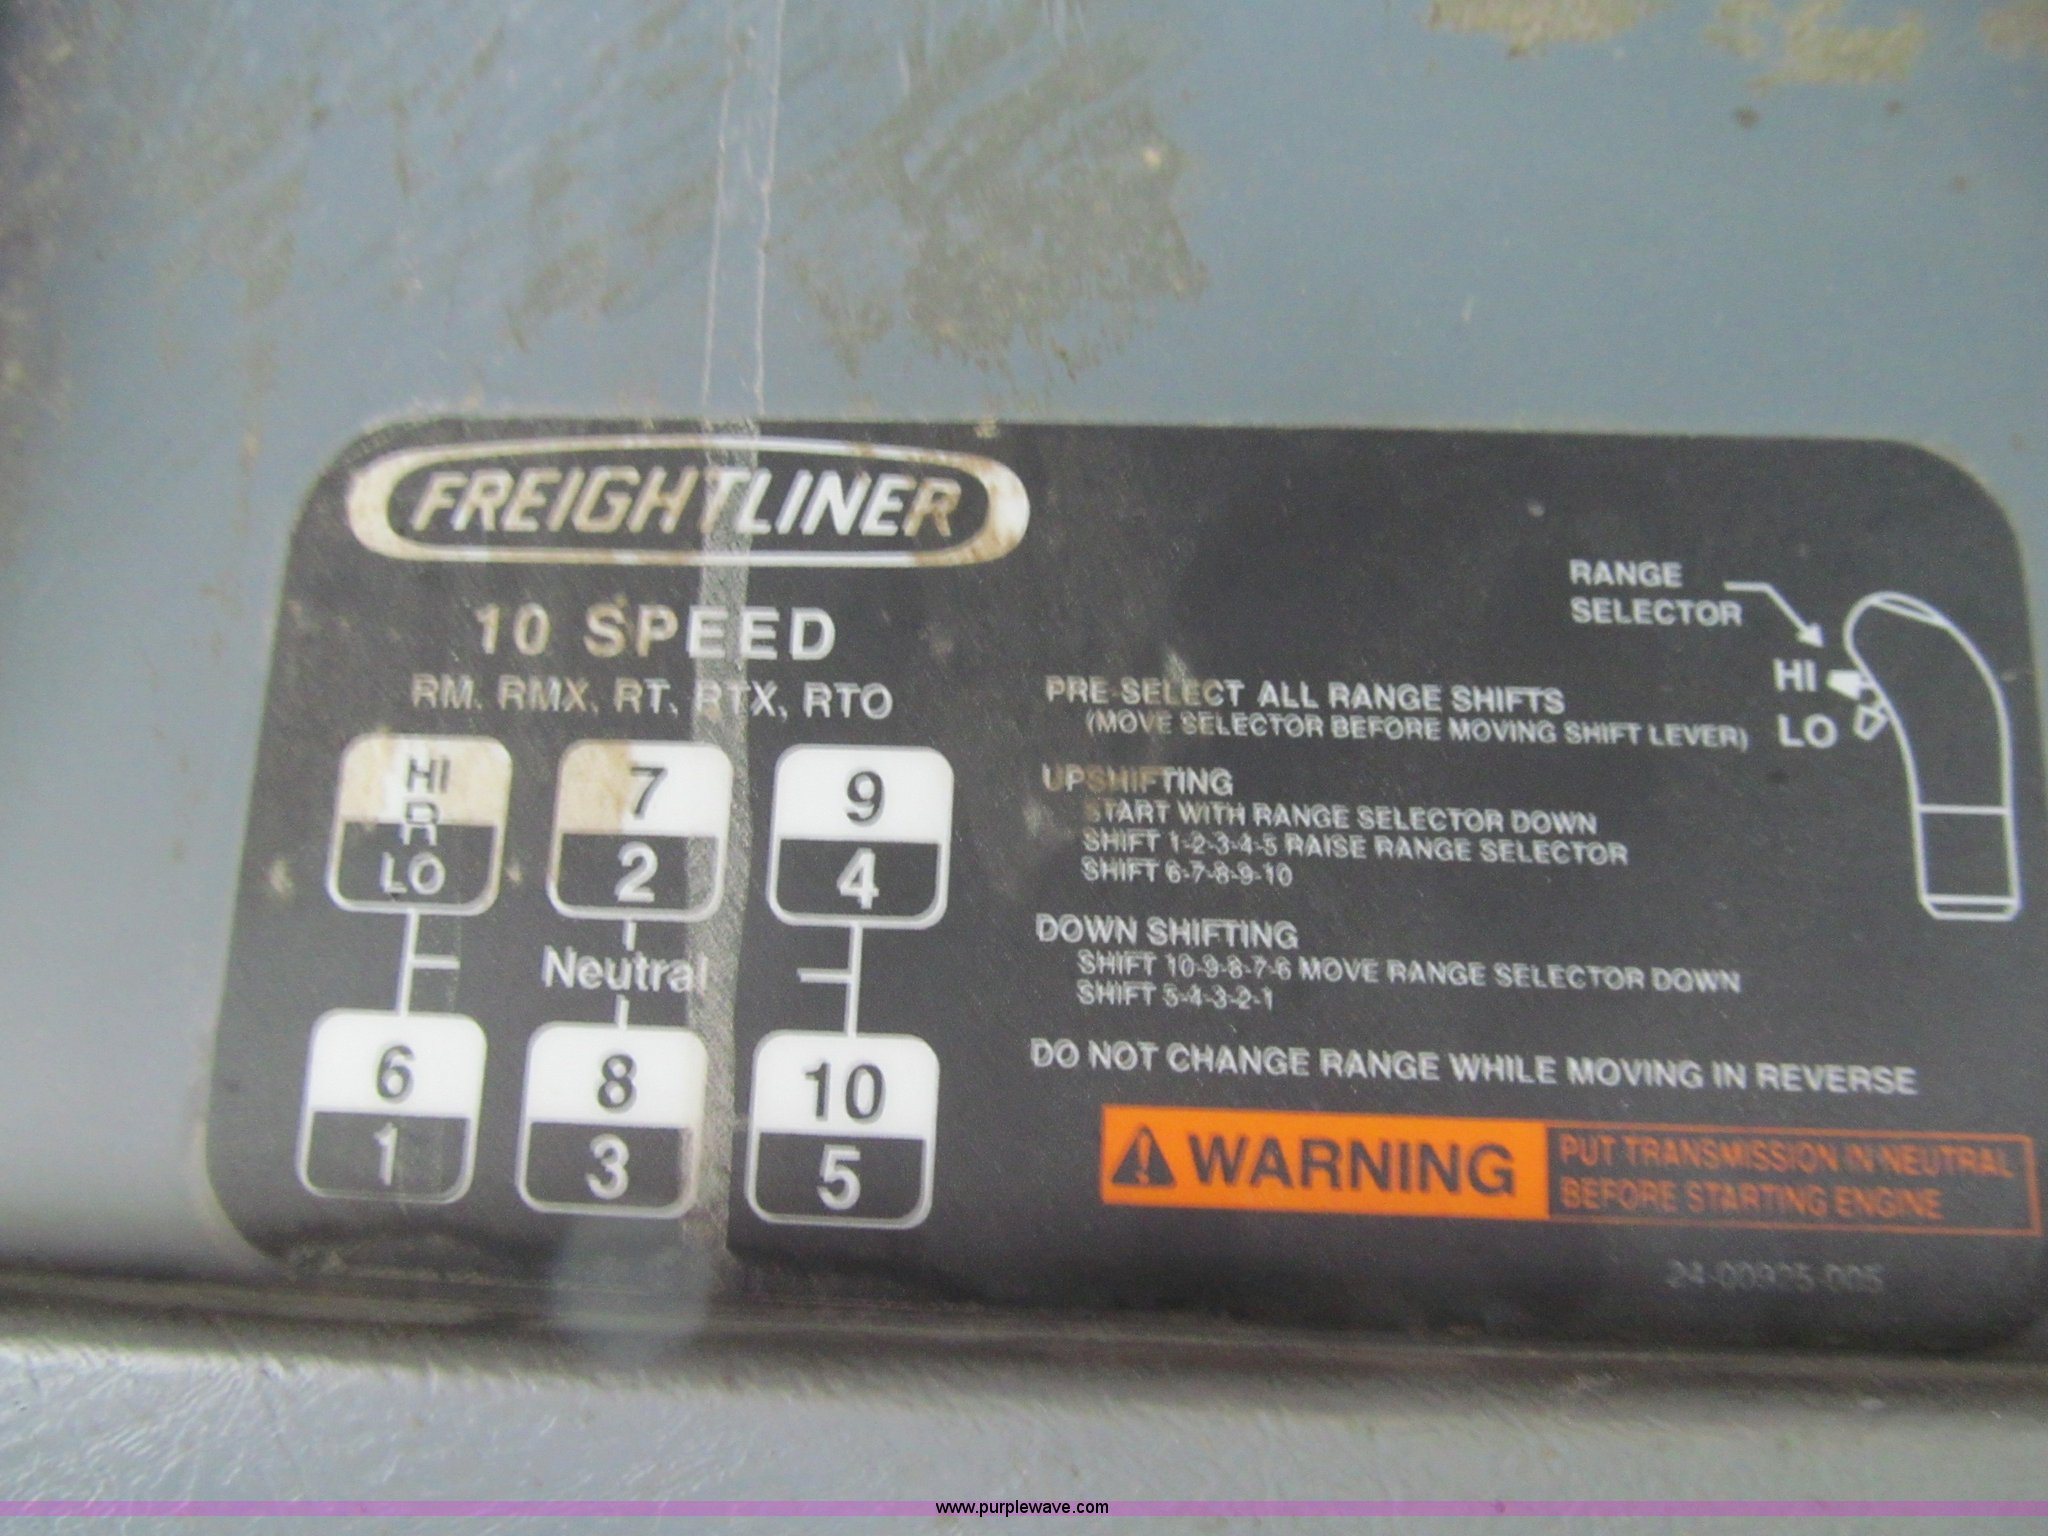 FREIGHTLINER
10 SPEED
RM, RMX, RT, RTX, RTO
HI
R
LO
7
2
9
4
Neutral
6
1
8
3
10
5
RANGE
SELECTOR
HI
LO
PRE-SELECT ALL RANGE SHIFTS
(MOVE SELECTOR BEFORE MOVING SHIFT LEVER)
UPSHIFTING
START WITH RANGE SELECTOR DOWN
SHIFT 1-2-3-4-5 RAISE RANGE SELECTOR
SHIFT 6-7-8-9-10
DOWN SHIFTING
SHIFT 10-9-8-7-6 MOVE RANGE SELECTOR DOWN
SHIFT 5-4-3-2-1
DO NOT CHANGE RANGE WHILE MOVING IN REVERSE
WARNING
PUT TRANSMISSION IN NEUTRAL
BEFORE STARTING ENGINE
24-00925-005
www.purplewave.com